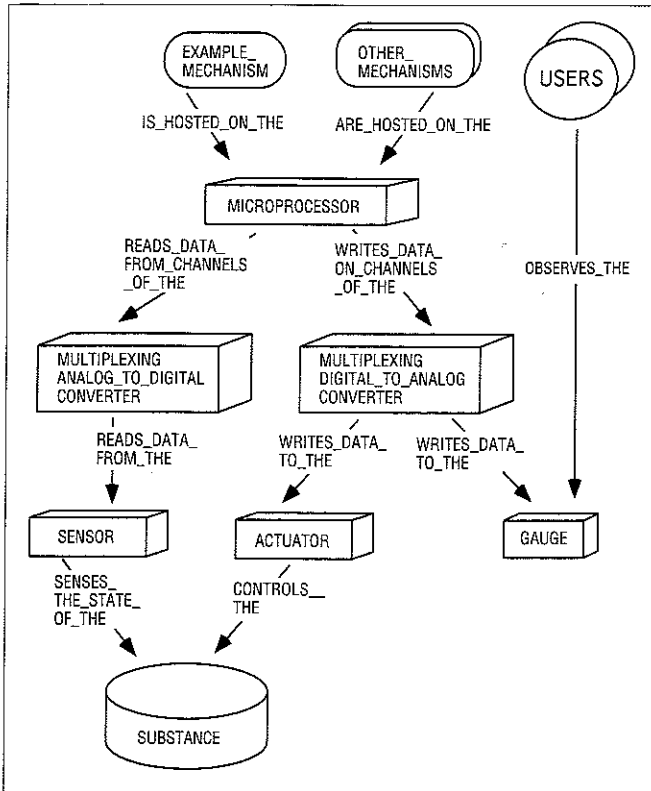 EXAMPLE_
MECHANISM
OTHER_
MECHANISMS
USERS
IS_HOSTED_ON_THE
ARE_HOSTED_ON_THE
MICROPROCESSOR
READS_DATA_
FROM_CHANNELS
_OF_THE
WRITES_DATA_
ON_CHANNELS
_OF_THE
OBSERVES_THE
MULTIPLEXING
ANALOG_TO_DIGITAL
CONVERTER
MULTIPLEXING
DIGITAL_TO_ANALOG
CONVERTER
READS_DATA_
FROM_THE
WRITES_DATA_
TO_THE
WRITES_DATA_
TO_THE
SENSOR
ACTUATOR
GAUGE
SENSES_
THE_STATE_
OF_THE
CONTROLS__
THE
SUBSTANCE